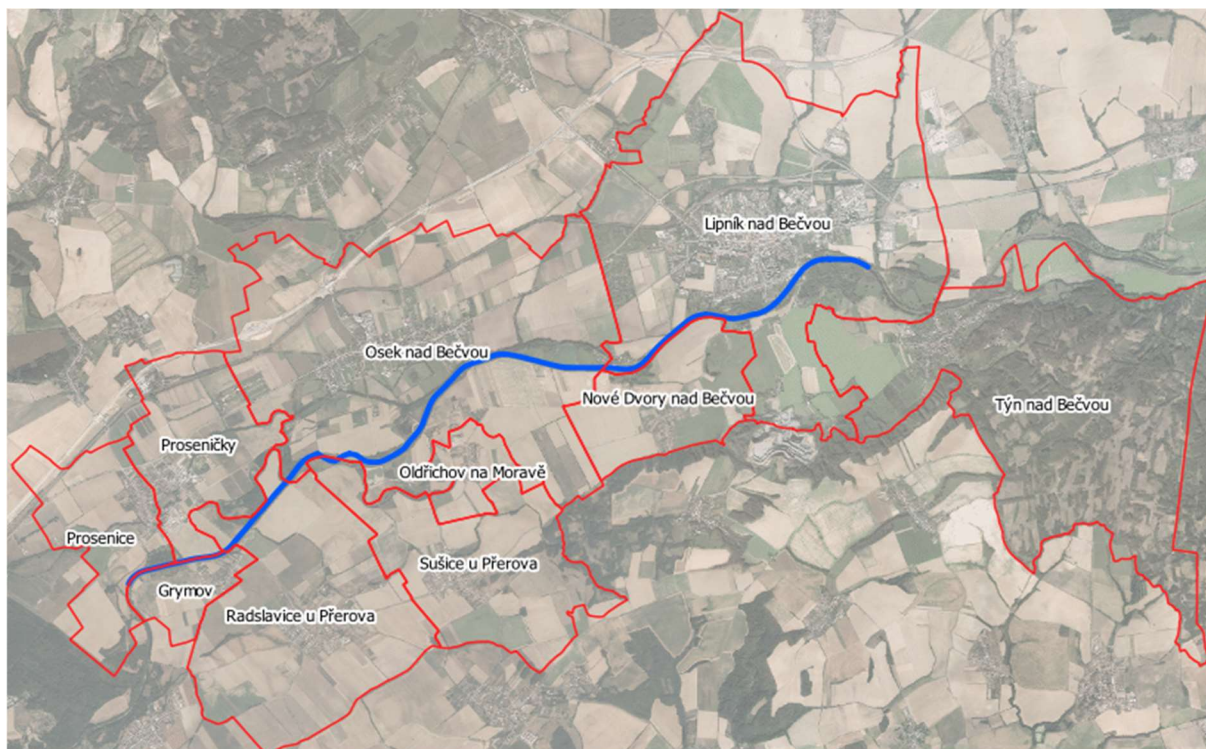 Lipník nad Bečvou
Osek nad Bečvou
Nové Dvory nad Bečvou
Týn nad Bečvou
Proseničky
Oldřichov na Moravě
Prosenice
Sušice u Přerova
Grymov
Radslavice u Přerova